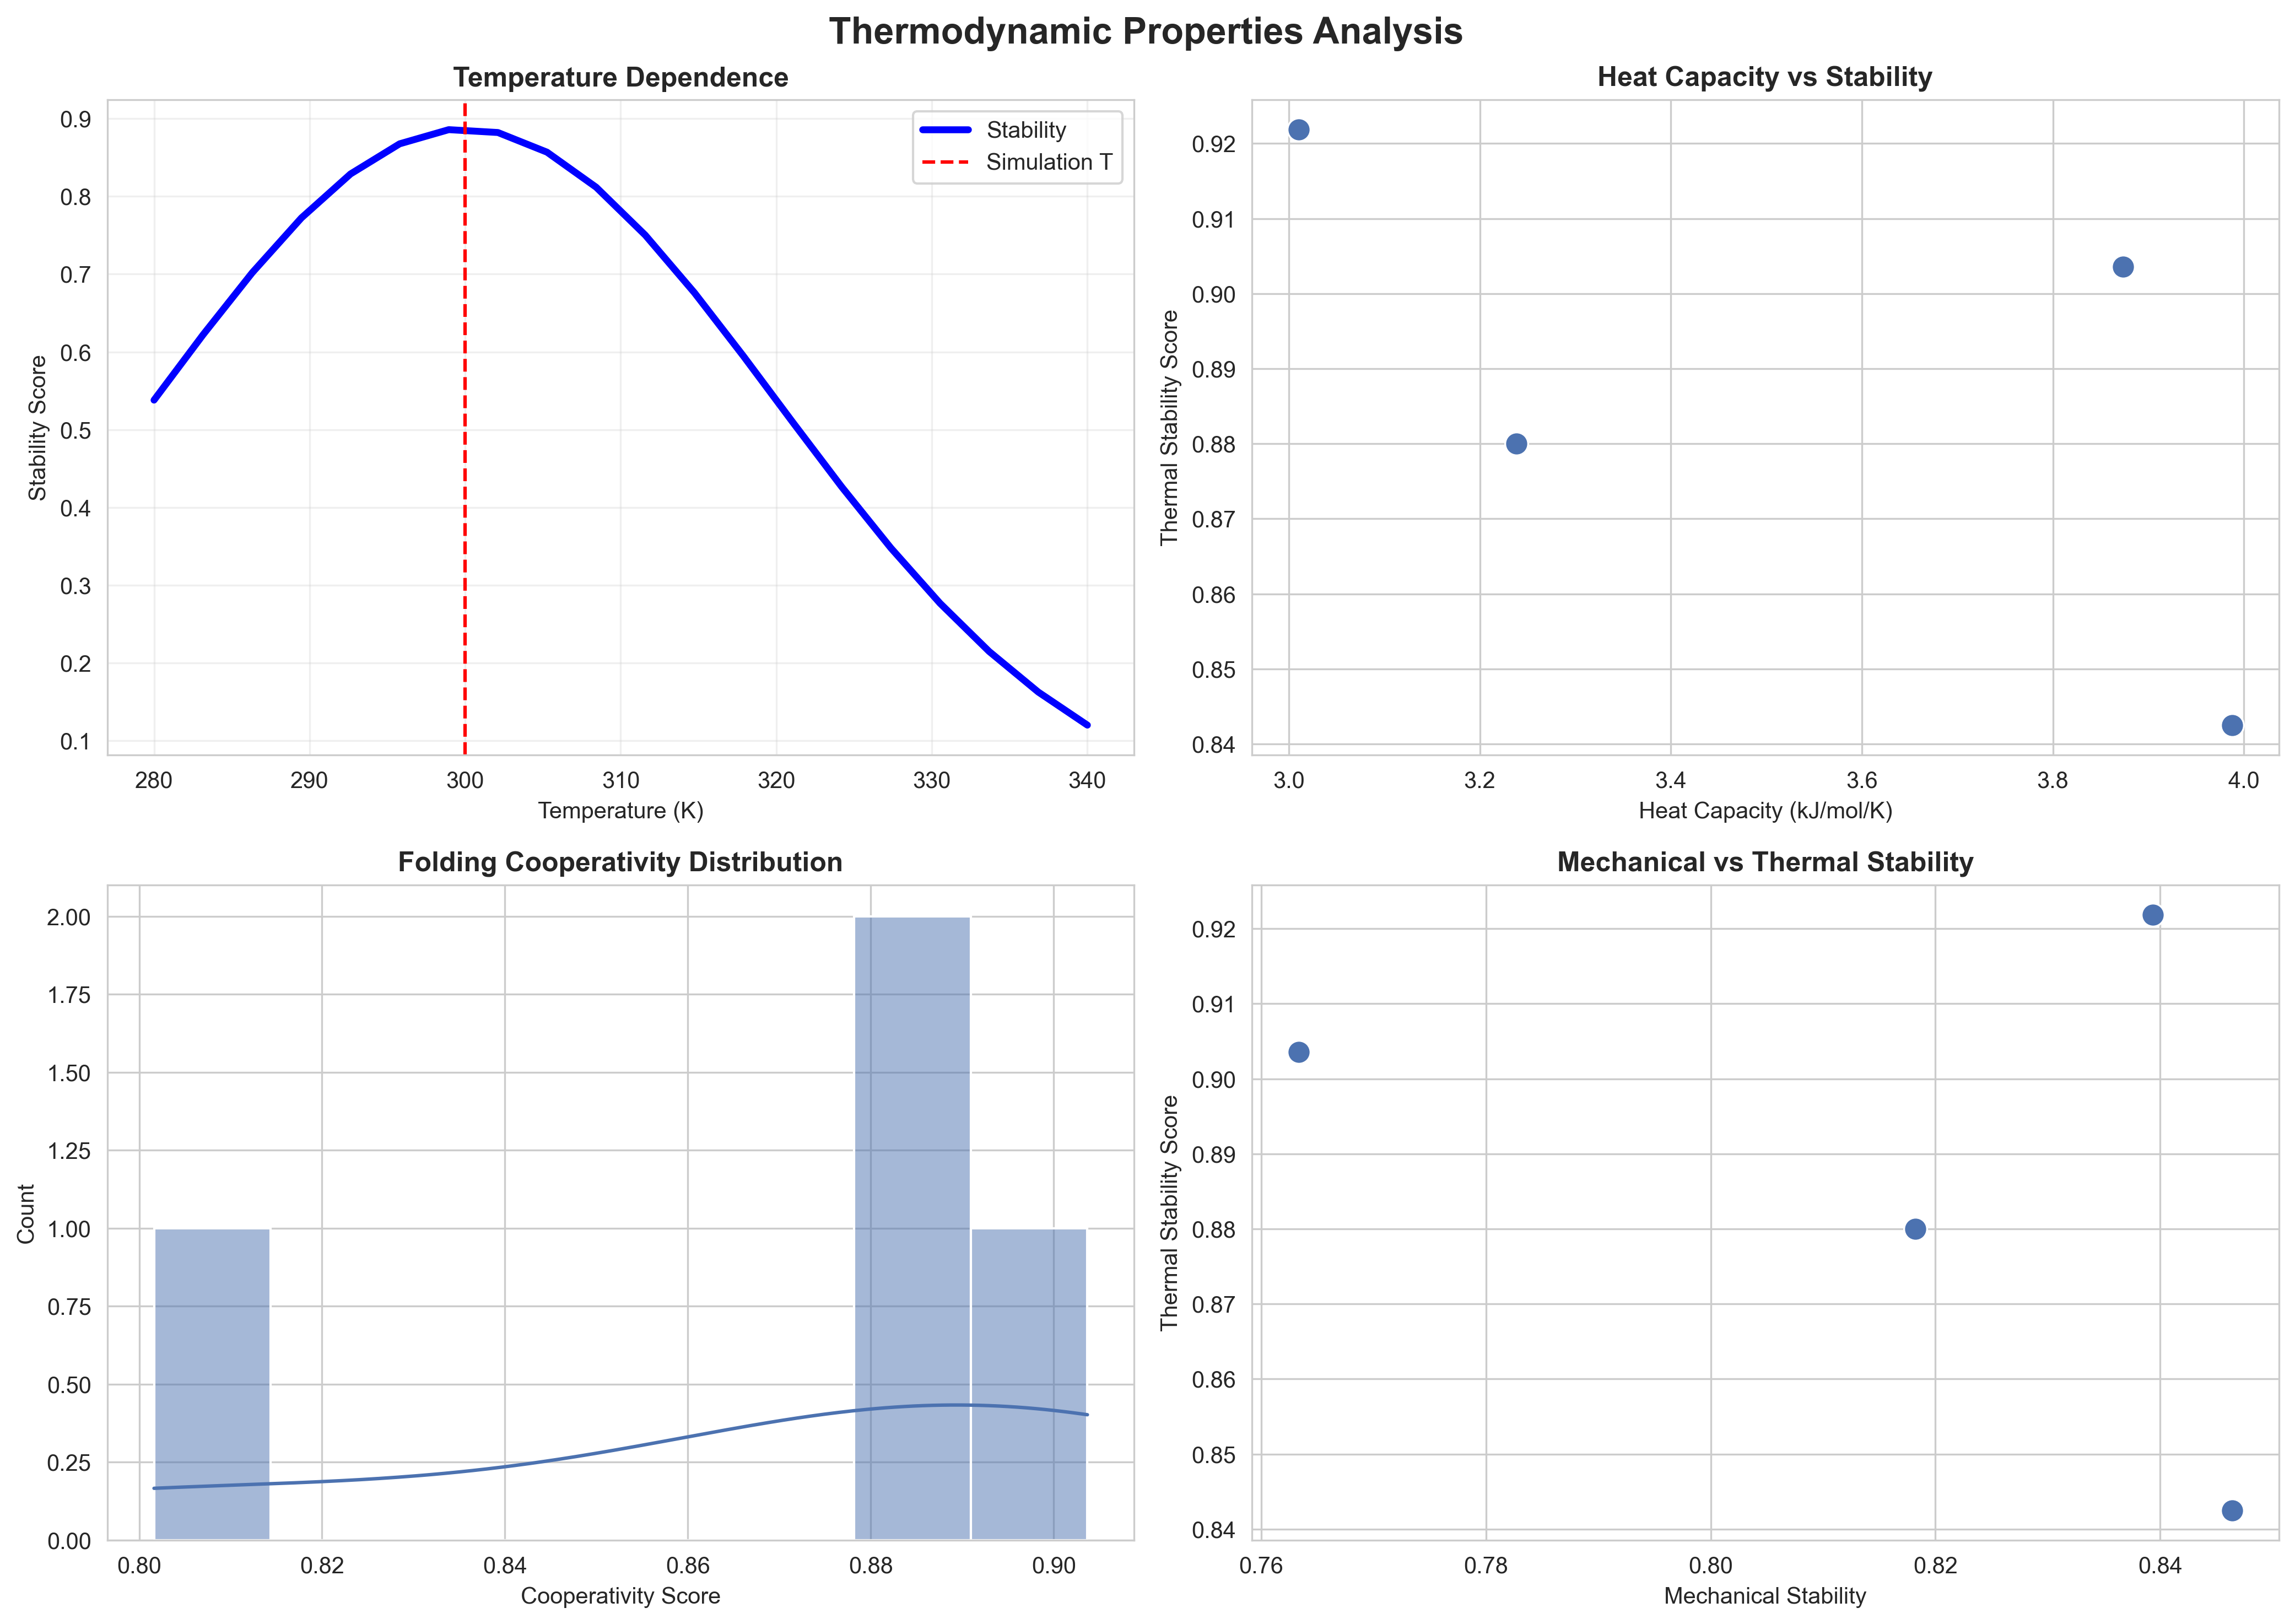 Thermodynamic Properties Analysis
Temperature Dependence
Stability
Simulation T
Stability Score
0.9
0.8
0.7
0.6
0.5
0.4
0.3
0.2
0.1
280 290 300 310 320 330 340
Temperature (K)
Heat Capacity vs Stability
Thermal Stability Score
0.92
0.91
0.90
0.89
0.88
0.87
0.86
0.85
0.84
3.0 3.2 3.4 3.6 3.8 4.0
Heat Capacity (kJ/mol/K)
Folding Cooperativity Distribution
Count
2.00
1.75
1.50
1.25
1.00
0.75
0.50
0.25
0.00
0.80 0.82 0.84 0.86 0.88 0.90
Cooperativity Score
Mechanical vs Thermal Stability
Thermal Stability Score
0.92
0.91
0.90
0.89
0.88
0.87
0.86
0.85
0.84
0.76 0.78 0.80 0.82 0.84
Mechanical Stability